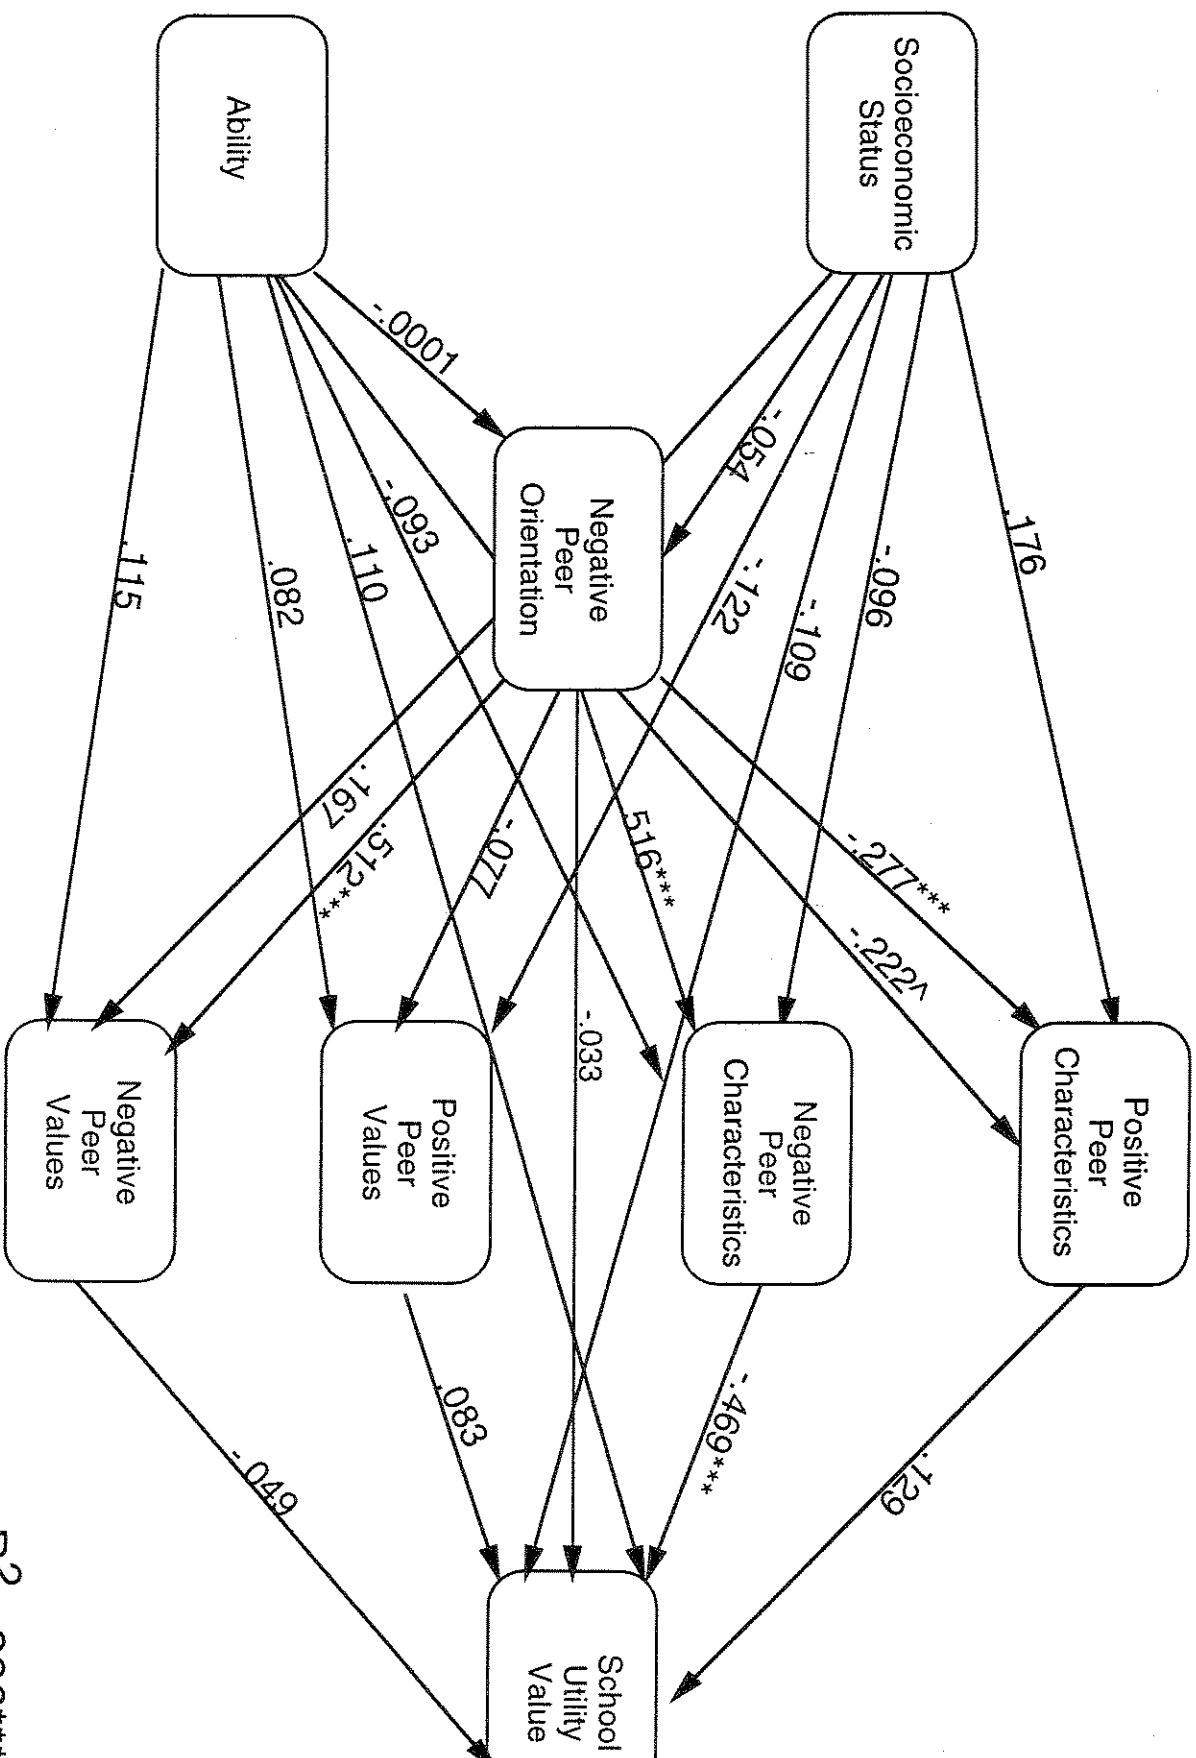 Socioeconomic
Status
Ability
Negative
Peer
Orientation
Positive
Peer
Characteristics
Negative
Peer
Characteristics
Positive
Peer
Values
Negative
Peer
Values
School
Utility
Value
.176
-.096
-.109
-.122
-.054
-.0001
-.093
.110
.082
.115
-.277***
-.222^
.516***
-.033
-.077
.512***
.167
.129
-.469***
.083
-.049